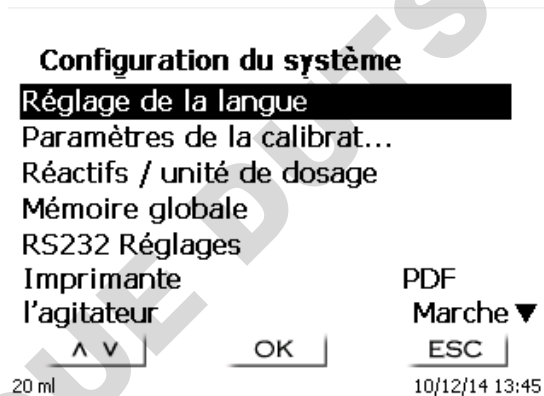 Configuration du système
Réglage de la langue
Paramètres de la calibrat...
Réactifs / unité de dosage
Mémoire globale
RS232 Réglages
Imprimante PDF
l'agitateur Marche ▼
∧ ∨ OK ESC
20 ml 10/12/14 13:45